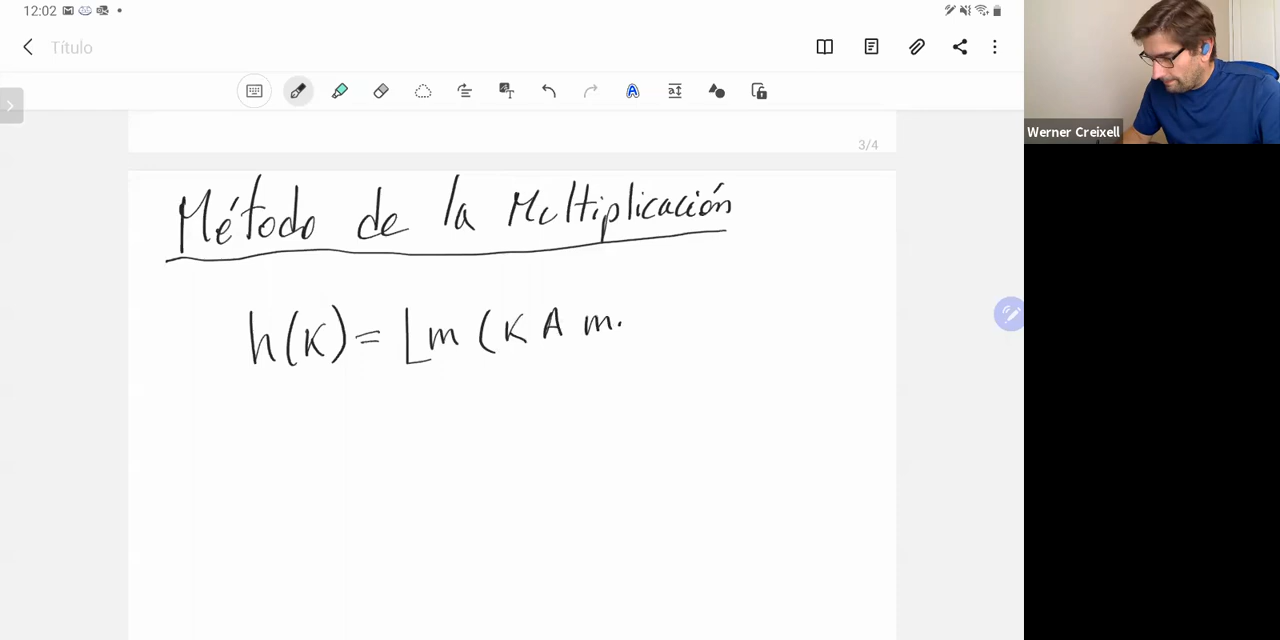 12:02
Título
3/4
Werner Creixell
Método de la Multiplicación
h(K) = ⌊m (K A m.